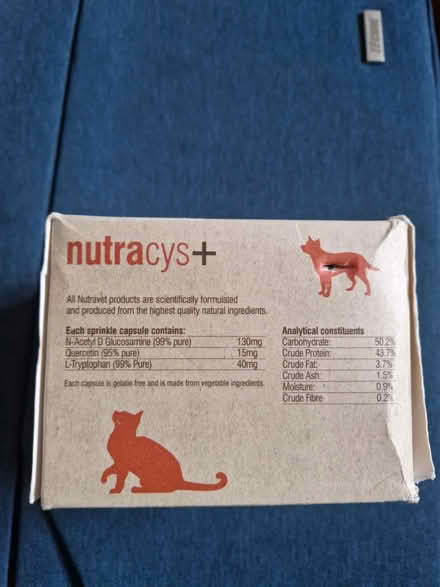 nutracys+
All Nutravet products are scientifically formulated
and produced from the highest quality natural ingredients.
Each sprinkle capsule contains:
N-Acetyl D Glucosamine (99% pure) 130mg
Quercetin (95% pure) 15mg
L-Tryptophan (99% Pure) 40mg
Each capsule is gelatin free and is made from vegetable ingredients.
Analytical constituents
Carbohydrate: 50.2%
Crude Protein: 43.7%
Crude Fat: 3.7%
Crude Ash: 1.5%
Moisture: 0.9%
Crude Fibre 0.2%